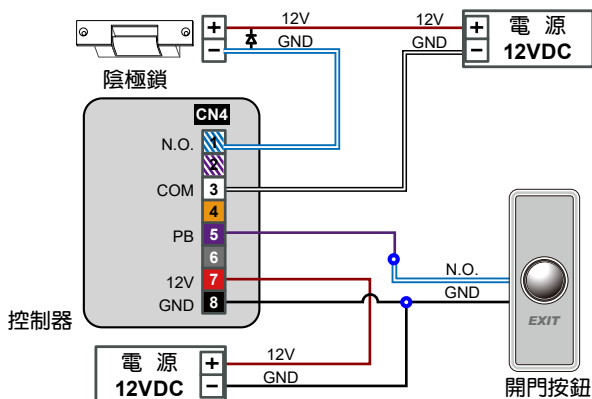 12V
12V
+
GND
GND
+
電 源
−
−
12VDC
陰極鎖
CN4
N.O.
1
2
COM
3
4
PB
5
6
N.O.
12V
7
GND
GND
8
EXIT
控制器
開門按鈕
電 源
+
12V
12VDC
−
GND